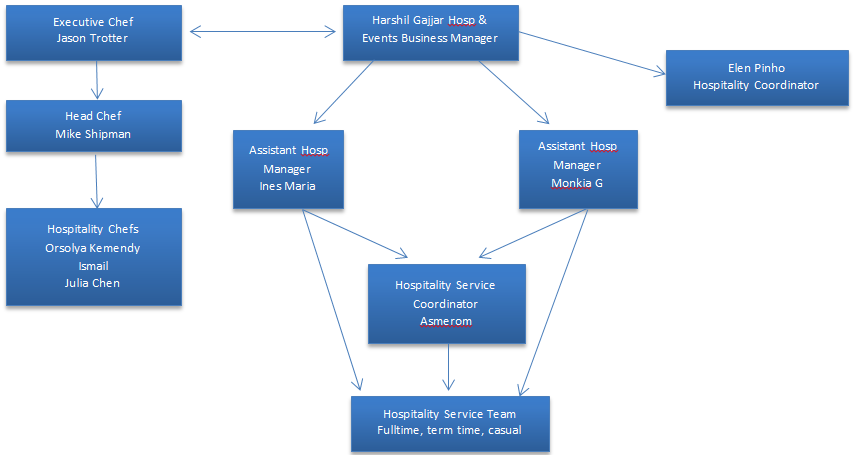 Executive Chef
Jason Trotter
Harshil Gajjar Hosp &
Events Business Manager
Elen Pinho
Hospitality Coordinator
Head Chef
Mike Shipman
Assistant Hosp
Manager
Ines Maria
Assistant Hosp
Manager
Monkia G
Hospitality Chefs
Orsolya Kemendy
Ismail
Julia Chen
Hospitality Service
Coordinator
Asmerom
Hospitality Service Team
Fulltime, term time, casual